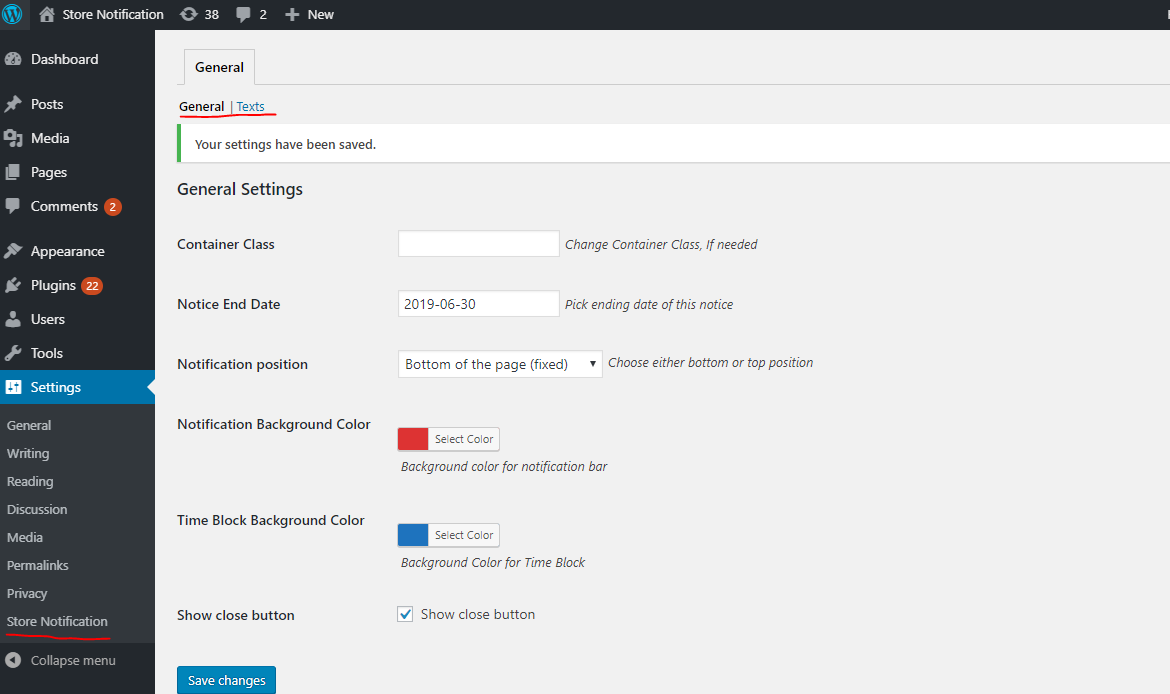 Store Notification 38 2 New
Dashboard
Posts
Media
Pages
Comments 2
Appearance
Plugins 22
Users
Tools
Settings
General
Writing
Reading
Discussion
Media
Permalinks
Privacy
Store Notification
Collapse menu
General
General | Texts
Your settings have been saved.
General Settings
Container Class
Change Container Class, If needed
Notice End Date 2019-06-30 Pick ending date of this notice
Notification position Bottom of the page (fixed) Choose either bottom or top position
Notification Background Color
Select Color
Background color for notification bar
Time Block Background Color
Select Color
Background Color for Time Block
Show close button Show close button
Save changes